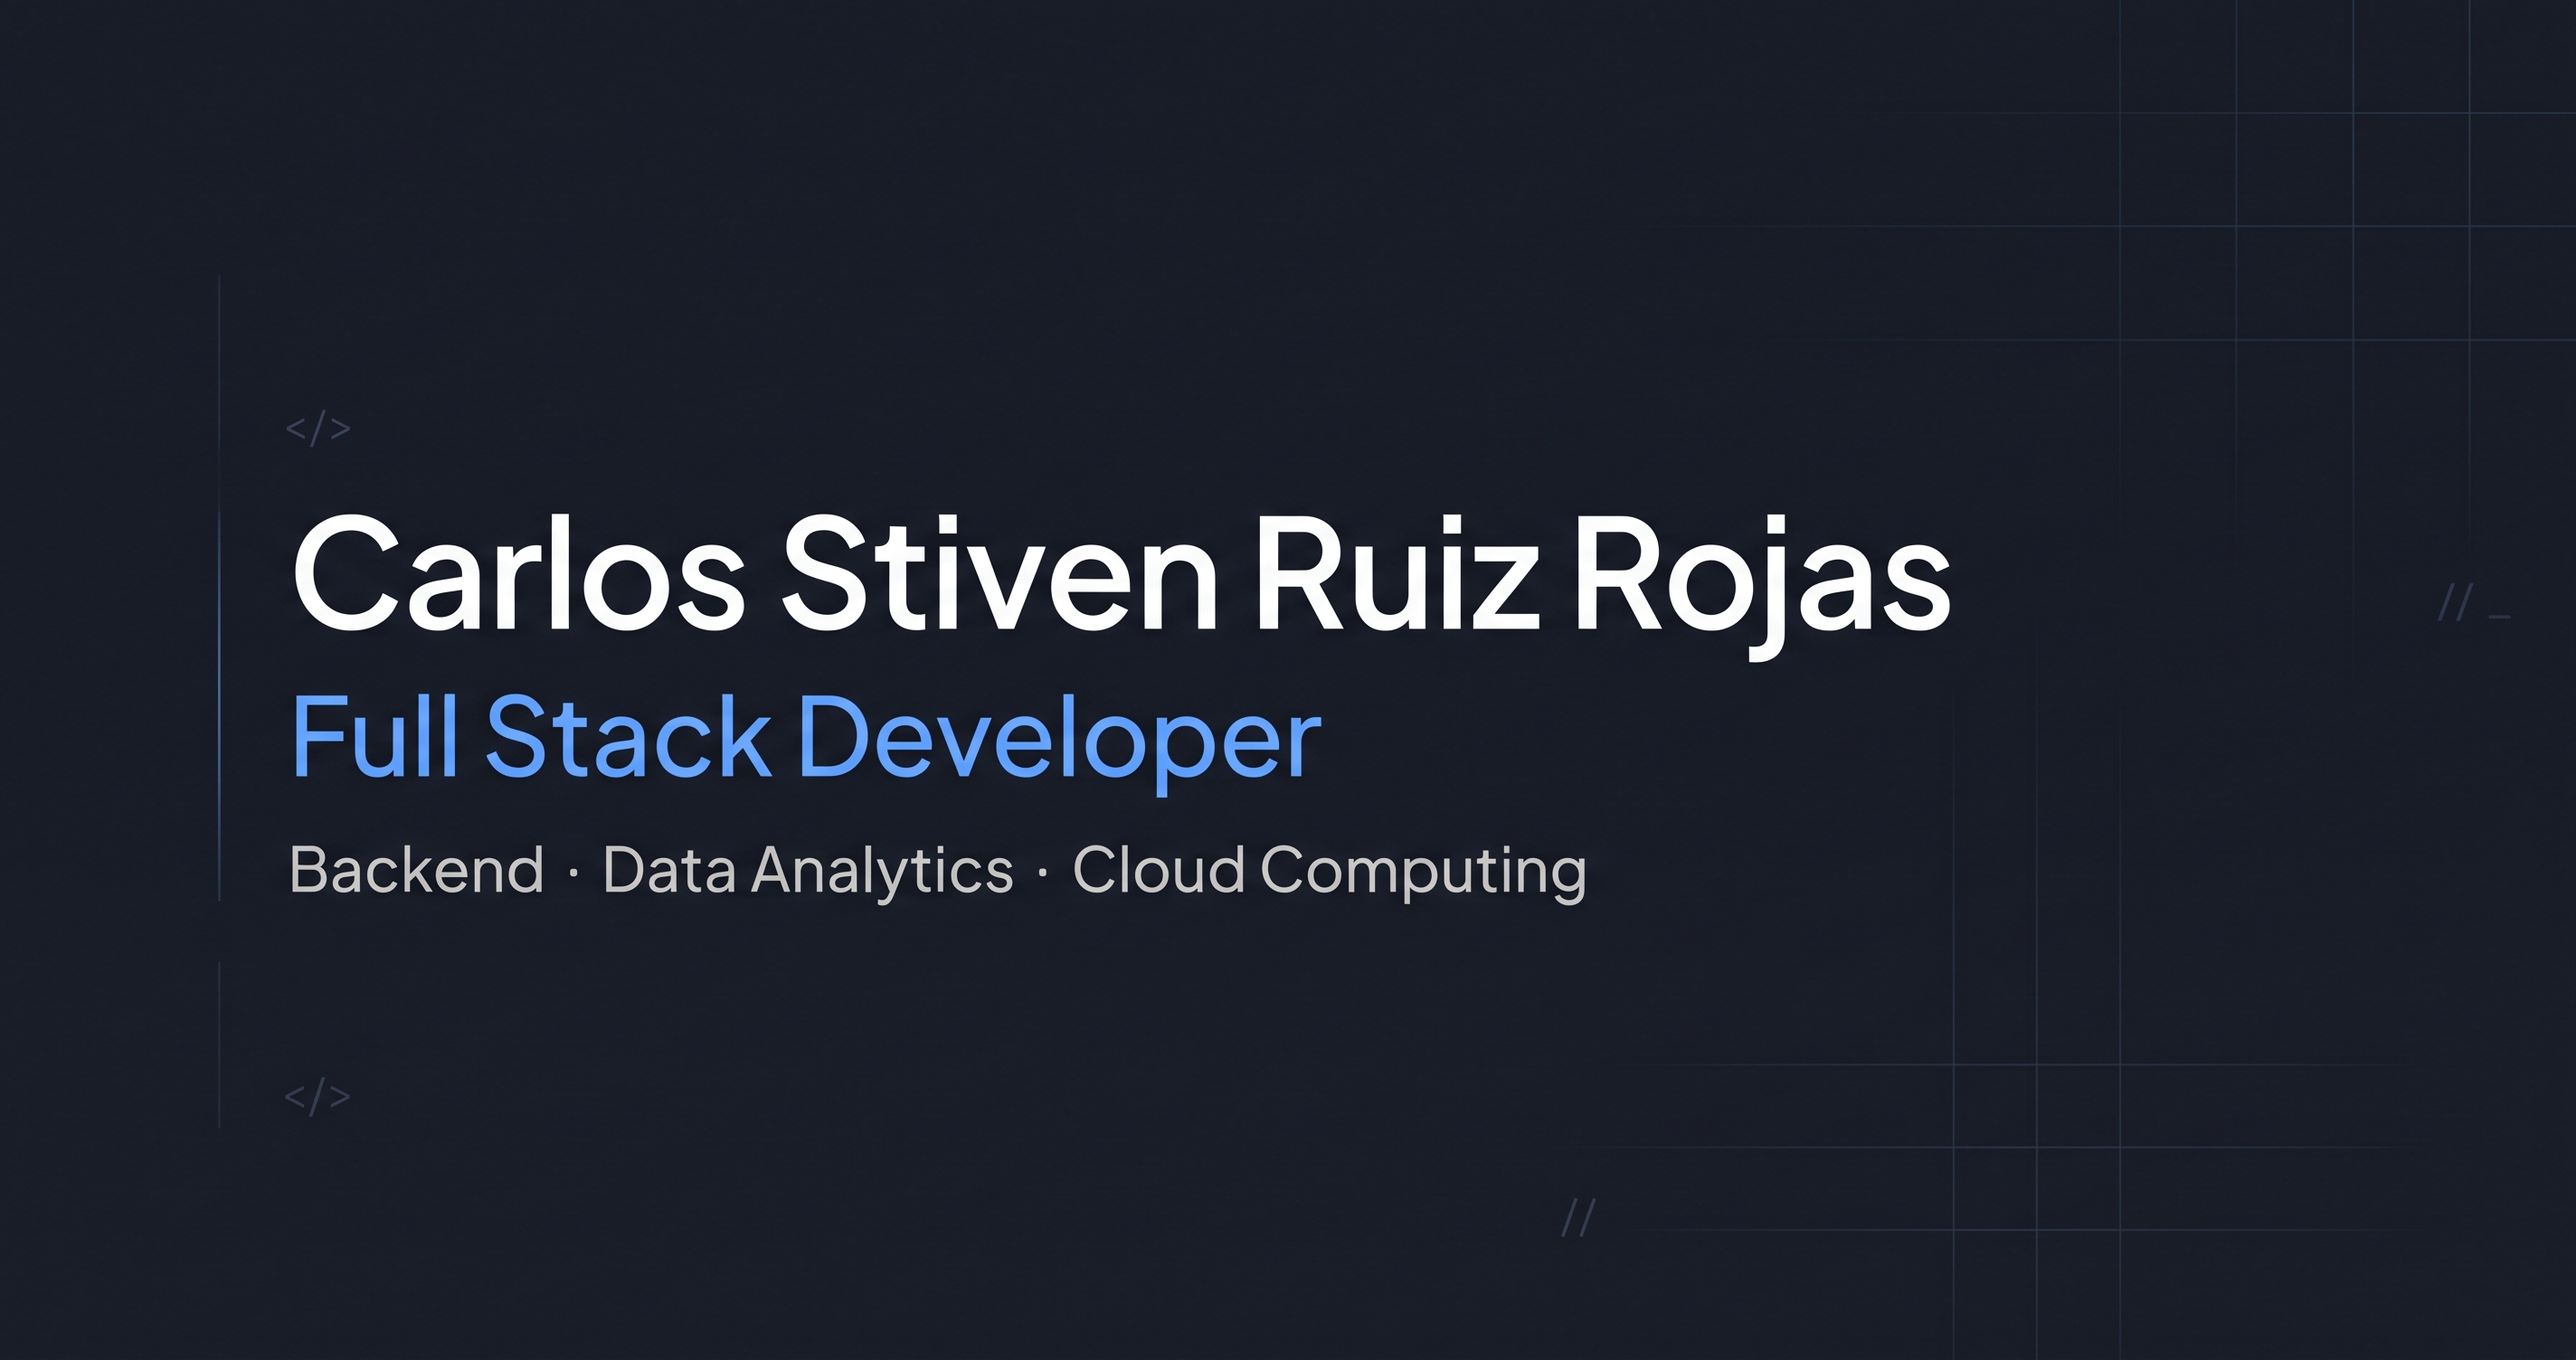 </>
Carlos Stiven Ruiz Rojas
// _
Full Stack Developer
Backend · Data Analytics · Cloud Computing
</>
//